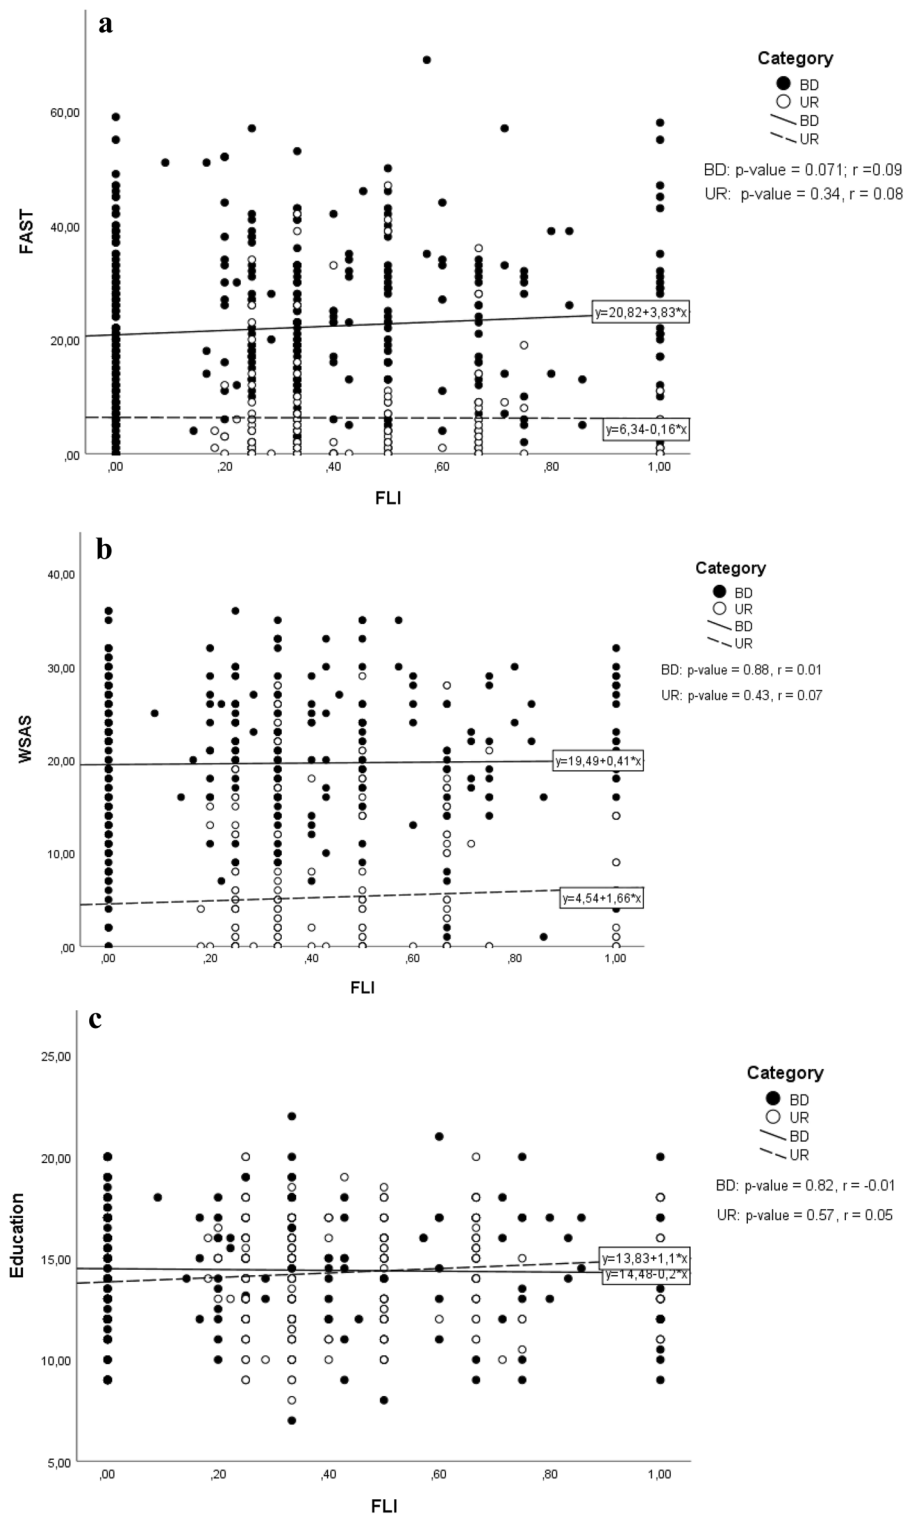 a
Category
BD
UR
BD
UR
BD: p-value = 0.071; r =0.09
UR: p-value = 0.34, r = 0.08
FAST
60,00
40,00
20,00
,00
y=20,82+3,83*x
y=6,34-0,16*x
,00 ,20 ,40 ,60 ,80 1,00
FLI
b
Category
BD
UR
BD
UR
BD: p-value = 0.88, r = 0.01
UR: p-value = 0.43, r = 0.07
WSAS
40,00
30,00
20,00
10,00
,00
y=19,49+0,41*x
y=4,54+1,66*x
,00 ,20 ,40 ,60 ,80 1,00
FLI
c
Category
BD
UR
BD
UR
BD: p-value = 0.82, r = -0.01
UR: p-value = 0.57, r = 0.05
Education
25,00
20,00
15,00
10,00
5,00
y=13,83+1,1*x
y=14,48-0,2*x
,00 ,20 ,40 ,60 ,80 1,00
FLI